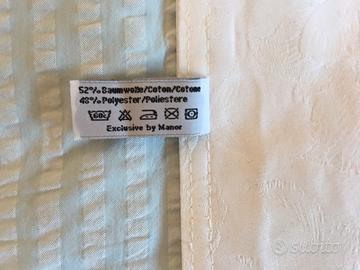 52% Baumwolle/Coton/Cotone
48% Polyester/Poliestere
60
Exclusive by Manor
subito